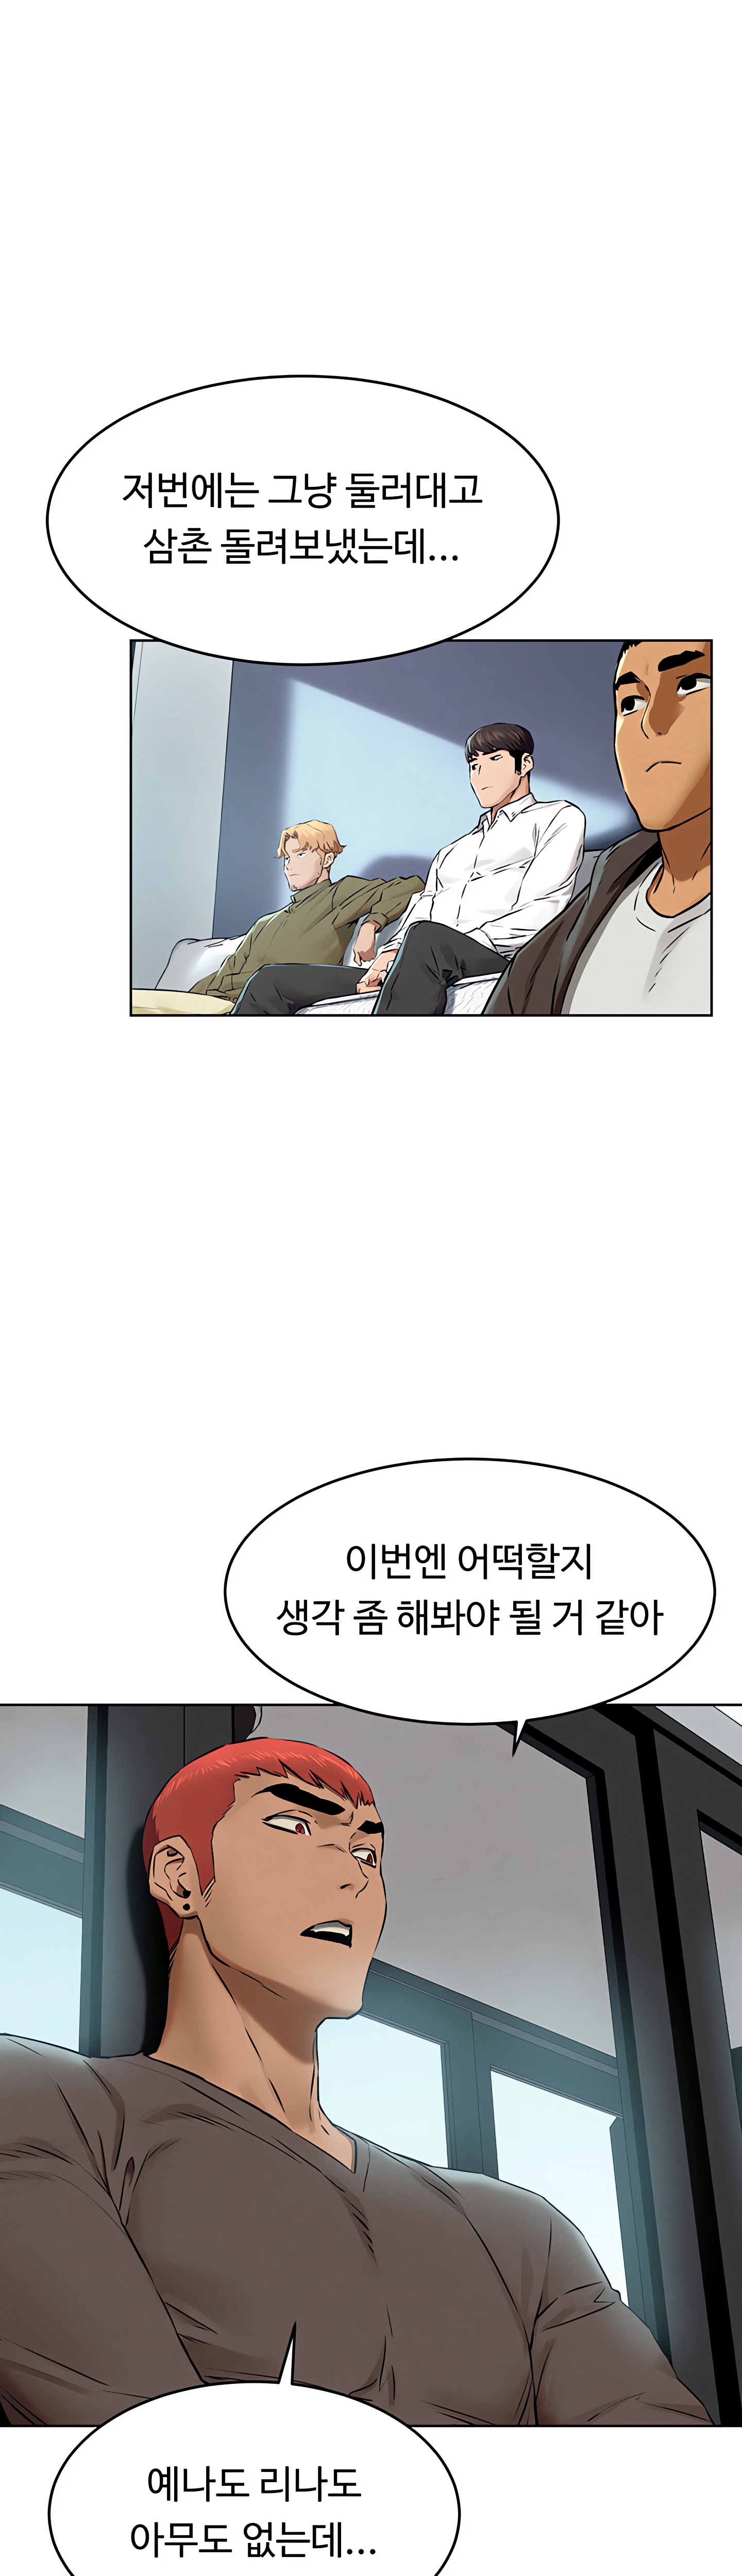 저번에는 그냥 둘러대고
삼촌 돌려보냈는데...
이번엔 어떡할지
생각 좀 해봐야 될 거 같아
예나도 리나도
아무도 없는데...